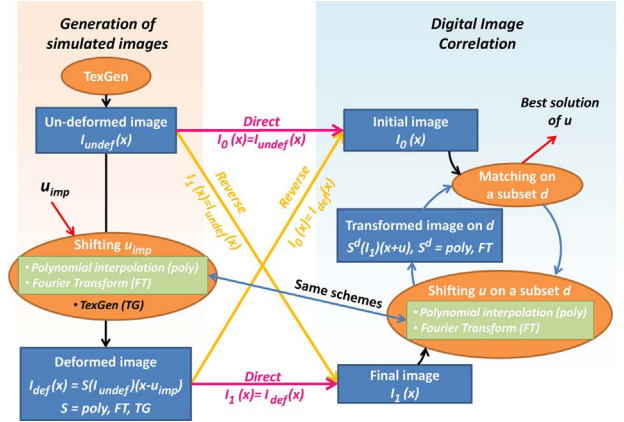 Generation of
simulated images
TexGen
Un-deformed image
I_undef(x)
u_imp
Shifting u_imp
• Polynomial interpolation (poly)
• Fourier Transform (FT)
• TexGen (TG)
Deformed image
I_def(x) = S(I_undef)(x-u_imp)
S = poly, FT, TG
Direct
I_0 (x)=I_undef(x)
Reverse
I_1 (x)=I_undef(x)
Reverse
I_0(x)= I_def(x)
Same schemes
Direct
I_1 (x)= I_def(x)
Digital Image
Correlation
Initial image
I_0 (x)
Best solution
of u
Matching on
a subset d
Transformed image on d
S^d(I_1)(x+u), S^d = poly, FT
Shifting u on a subset d
• Polynomial interpolation (poly)
• Fourier Transform (FT)
Final image
I_1 (x)